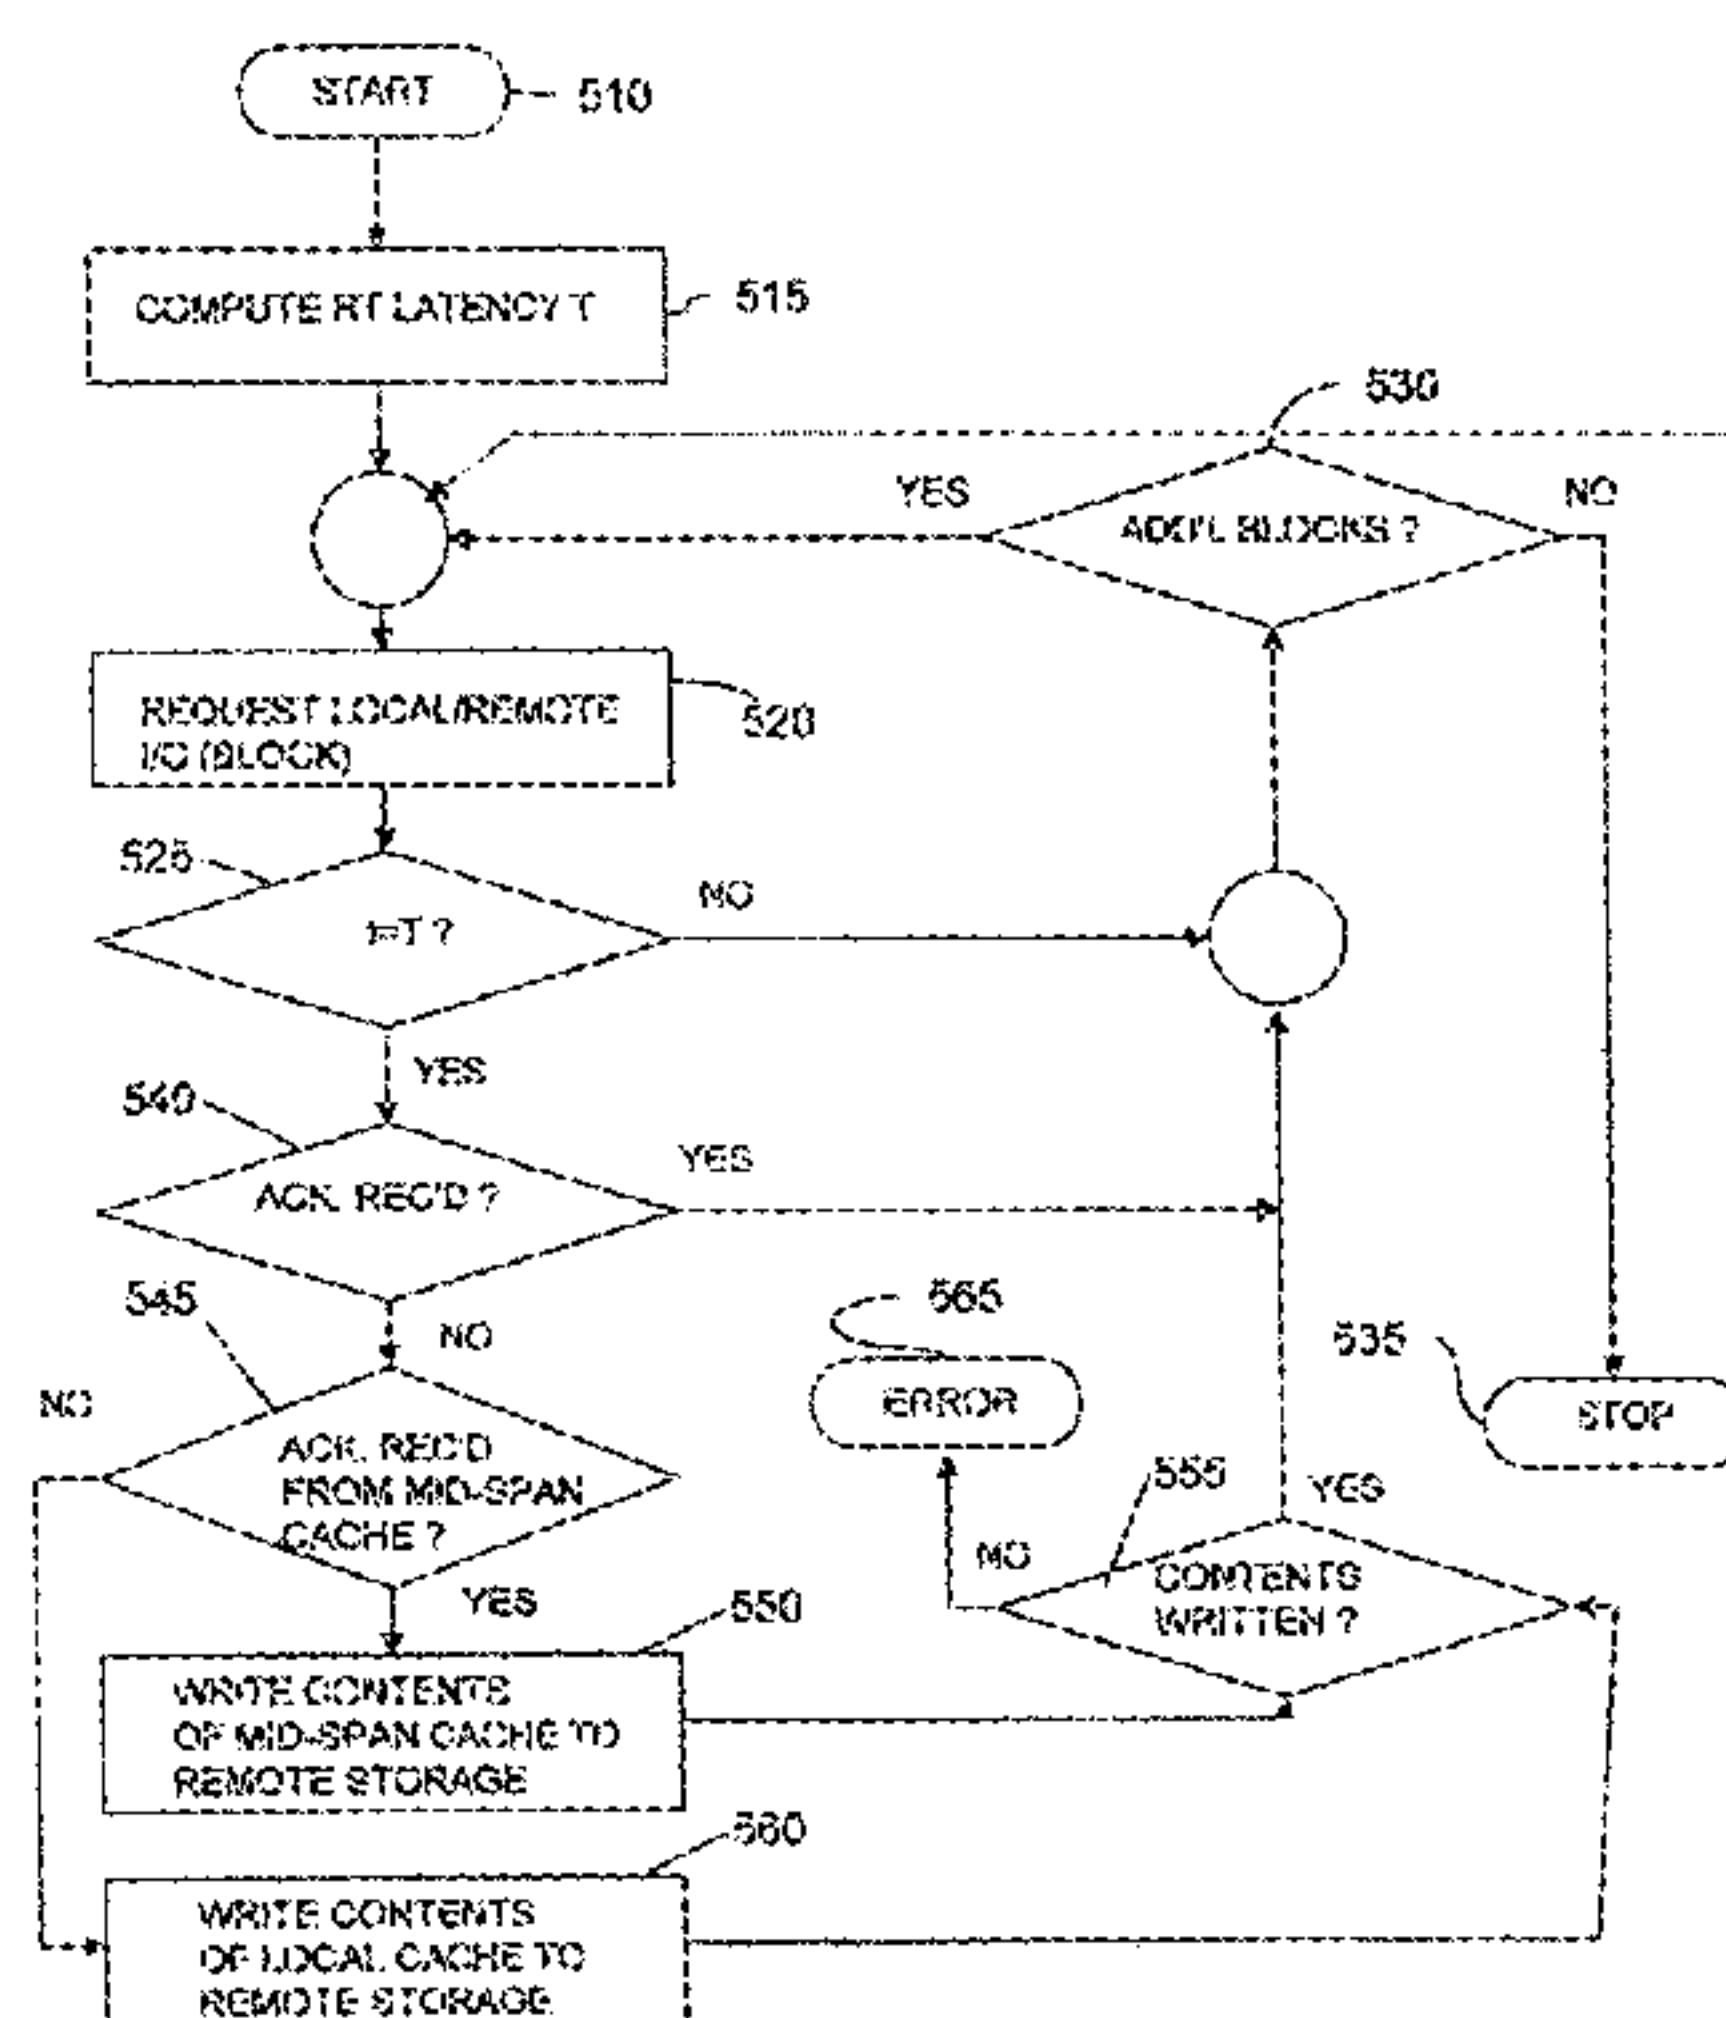 START
510
COMPUTE RT LATENCY T
515
530
YES
ADD'L BLOCKS ?
NO
REQUEST LOCAL/REMOTE
I/O (BLOCK)
520
525
t=T ?
NO
YES
540
ACK. REC'D ?
YES
545
NO
565
ERROR
535
STOP
NO
ACK. REC'D
FROM MID-SPAN
CACHE ?
YES
555
YES
NO
CONTENTS
WRITTEN ?
550
WRITE CONTENTS
OF MID-SPAN CACHE TO
REMOTE STORAGE
560
WRITE CONTENTS
OF LOCAL CACHE TO
REMOTE STORAGE